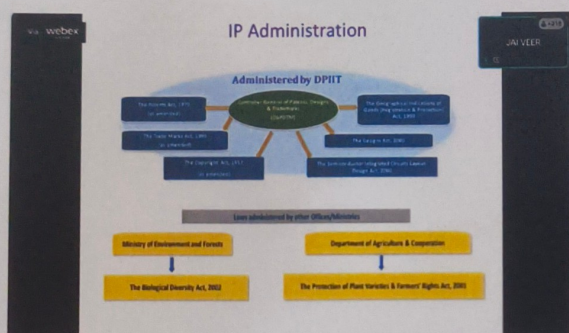 Via webex
IP Administration
JAI VEER
Administered by DPIIT
Controller General of Patents, Designs
& Trademarks
(CGPDTM)
The Patents Act, 1970
(as amended)
The Trade Marks Act, 1999
(as amended)
The Copyright Act, 1957
(as amended)
The Geographical Indications of
Goods (Registration & Protection)
Act, 1999
The Designs Act, 2000
The Semiconductor Integrated Circuits Layout
Design Act, 2000
Laws administered by other Offices/Ministries
Ministry of Environment and Forests
Department of Agriculture & Cooperation
The Biological Diversity Act, 2002
The Protection of Plant Varieties & Farmers' Rights Act, 2001